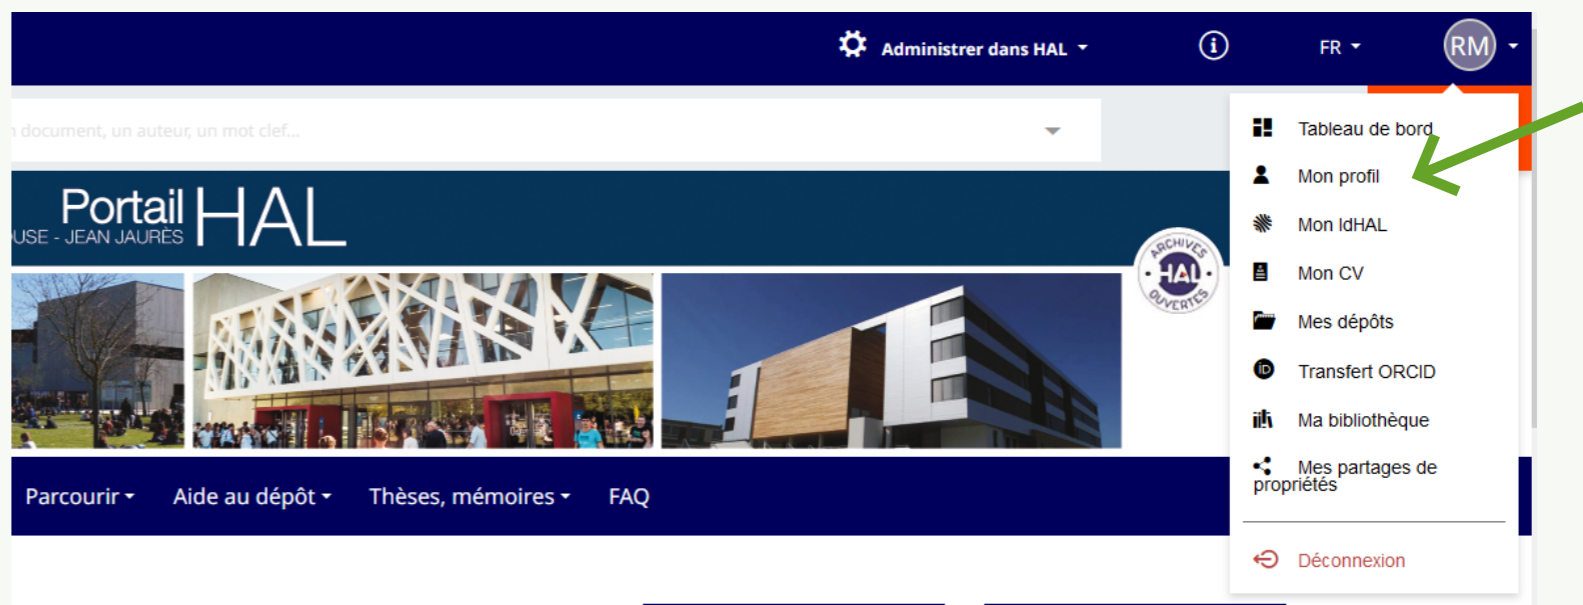 Administrer dans HAL
FR
RM
document, un auteur, un mot clef...
Portail HAL
USE - JEAN JAURÈS
ARCHIVES
HAL
OUVERTES
Parcourir
Aide au dépôt
Thèses, mémoires
FAQ
Tableau de bord
Mon profil
Mon IdHAL
Mon CV
Mes dépôts
iD
Transfert ORCID
Ma bibliothèque
Mes partages de
propriétés
Déconnexion